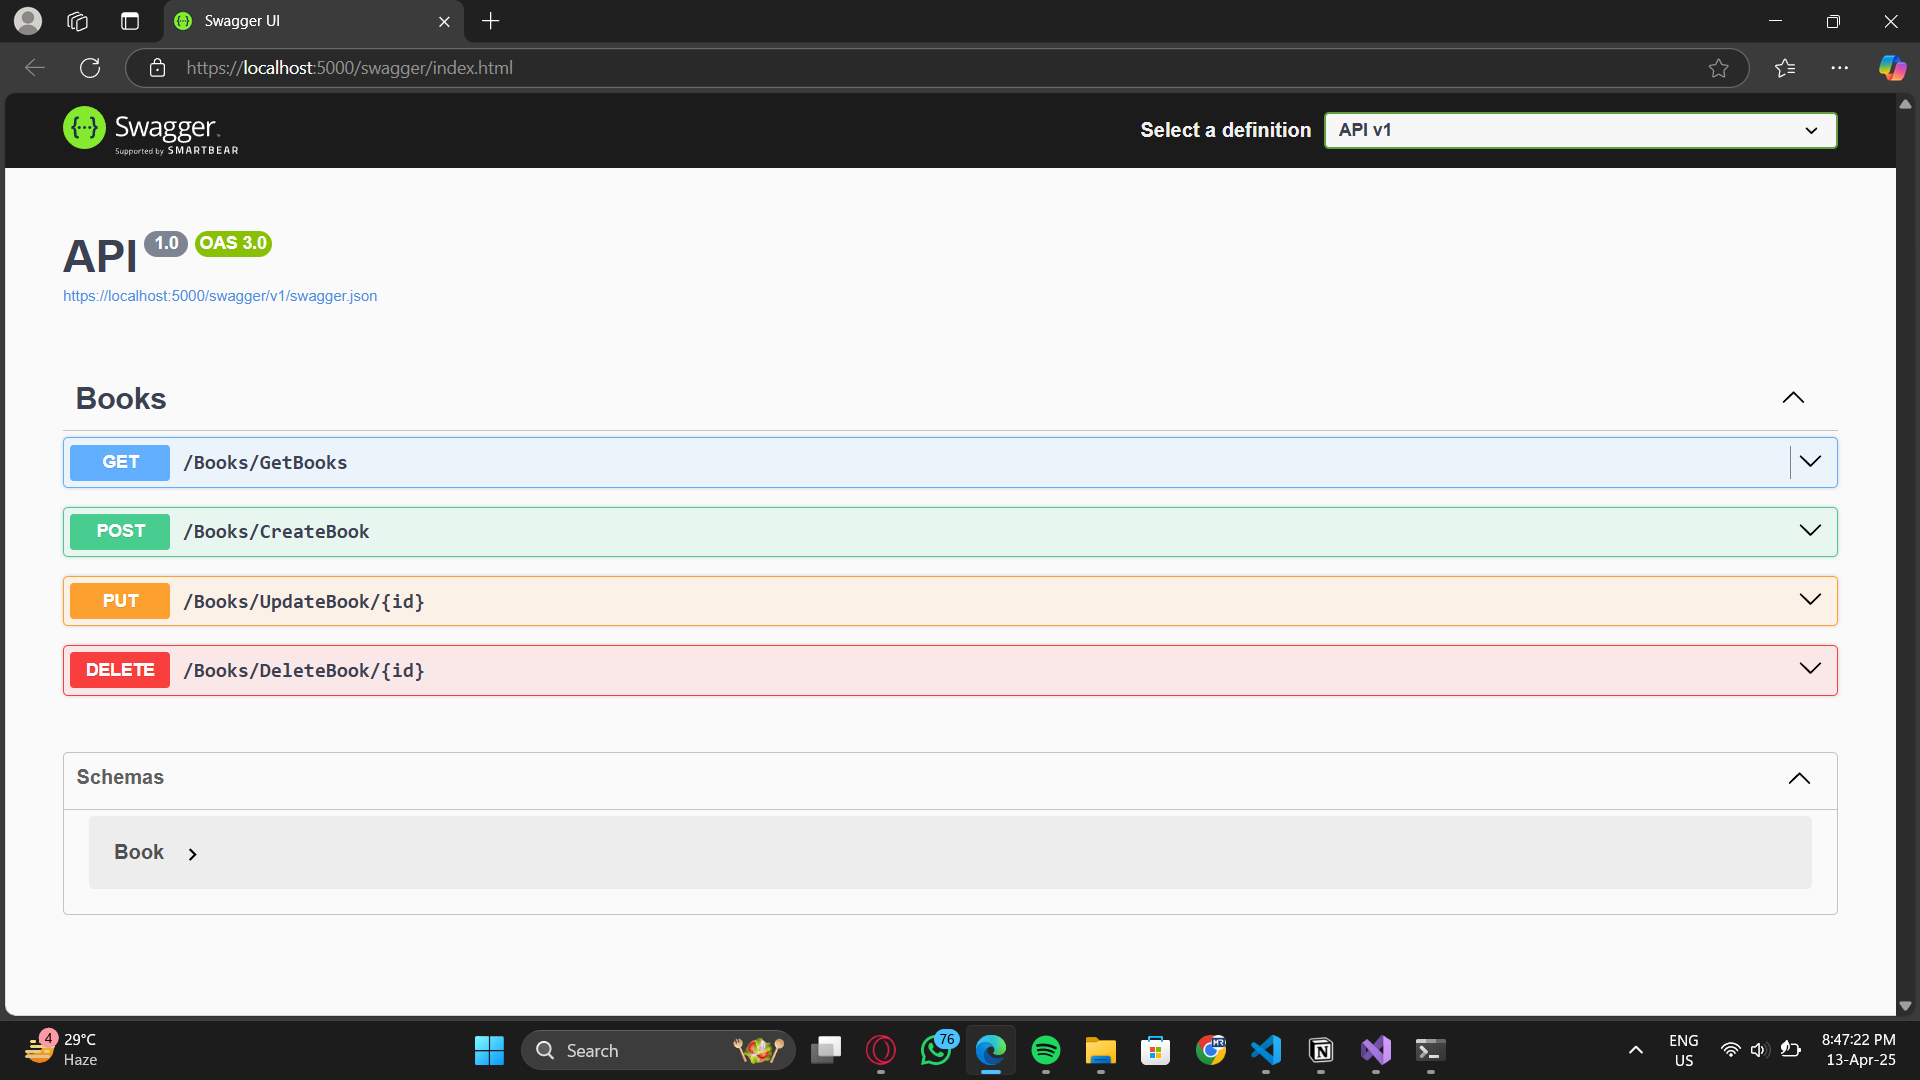 Swagger UI
https://localhost:5000/swagger/index.html
Swagger.
Supported by SMARTBEAR
Select a definition
API v1
API 1.0 OAS 3.0
https://localhost:5000/swagger/v1/swagger.json
Books
GET /Books/GetBooks
POST /Books/CreateBook
PUT /Books/UpdateBook/{id}
DELETE /Books/DeleteBook/{id}
Schemas
Book
4
29°C
Haze
Search
76
ENG
US
8:47:22 PM
13-Apr-25